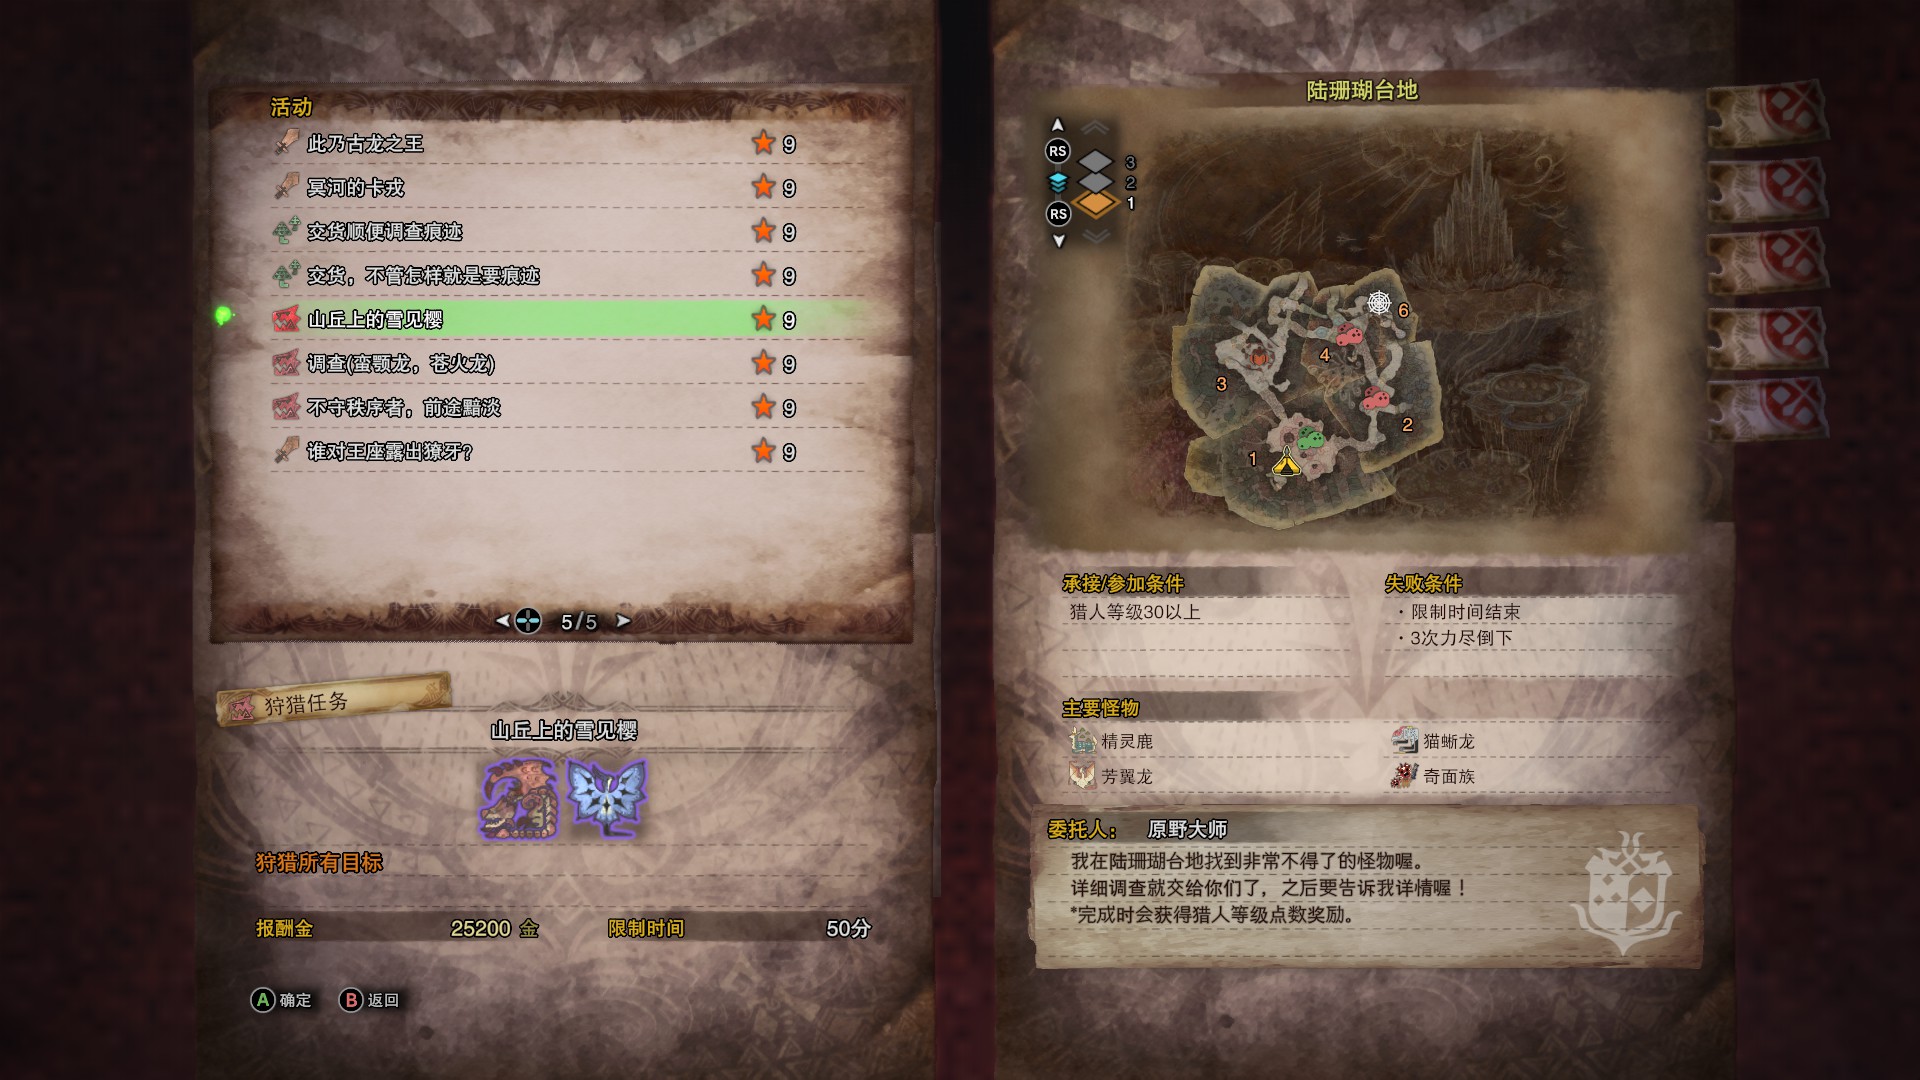 活动
此乃古龙之王 9
冥河的卡戎 9
交货顺便调查痕迹 9
交货，不管怎样就是要痕迹 9
山丘上的雪见樱 9
调查(蛮颚龙，苍火龙) 9
不守秩序者，前途黯淡 9
谁对王座露出獠牙? 9
5/5
狩猎任务
山丘上的雪见樱
狩猎所有目标
报酬金 25200 金 限制时间 50分
A 确定 B 返回
陆珊瑚台地
RS
3
2
RS
1
6
4
3
2
1
承接/参加条件
猎人等级30以上
失败条件
・限制时间结束
・3次力尽倒下
主要怪物
精灵鹿 猫蜥龙
芳翼龙 奇面族
委托人： 原野大师
我在陆珊瑚台地找到非常不得了的怪物喔。
详细调查就交给你们了，之后要告诉我详情喔！
*完成时会获得猎人等级点数奖励。